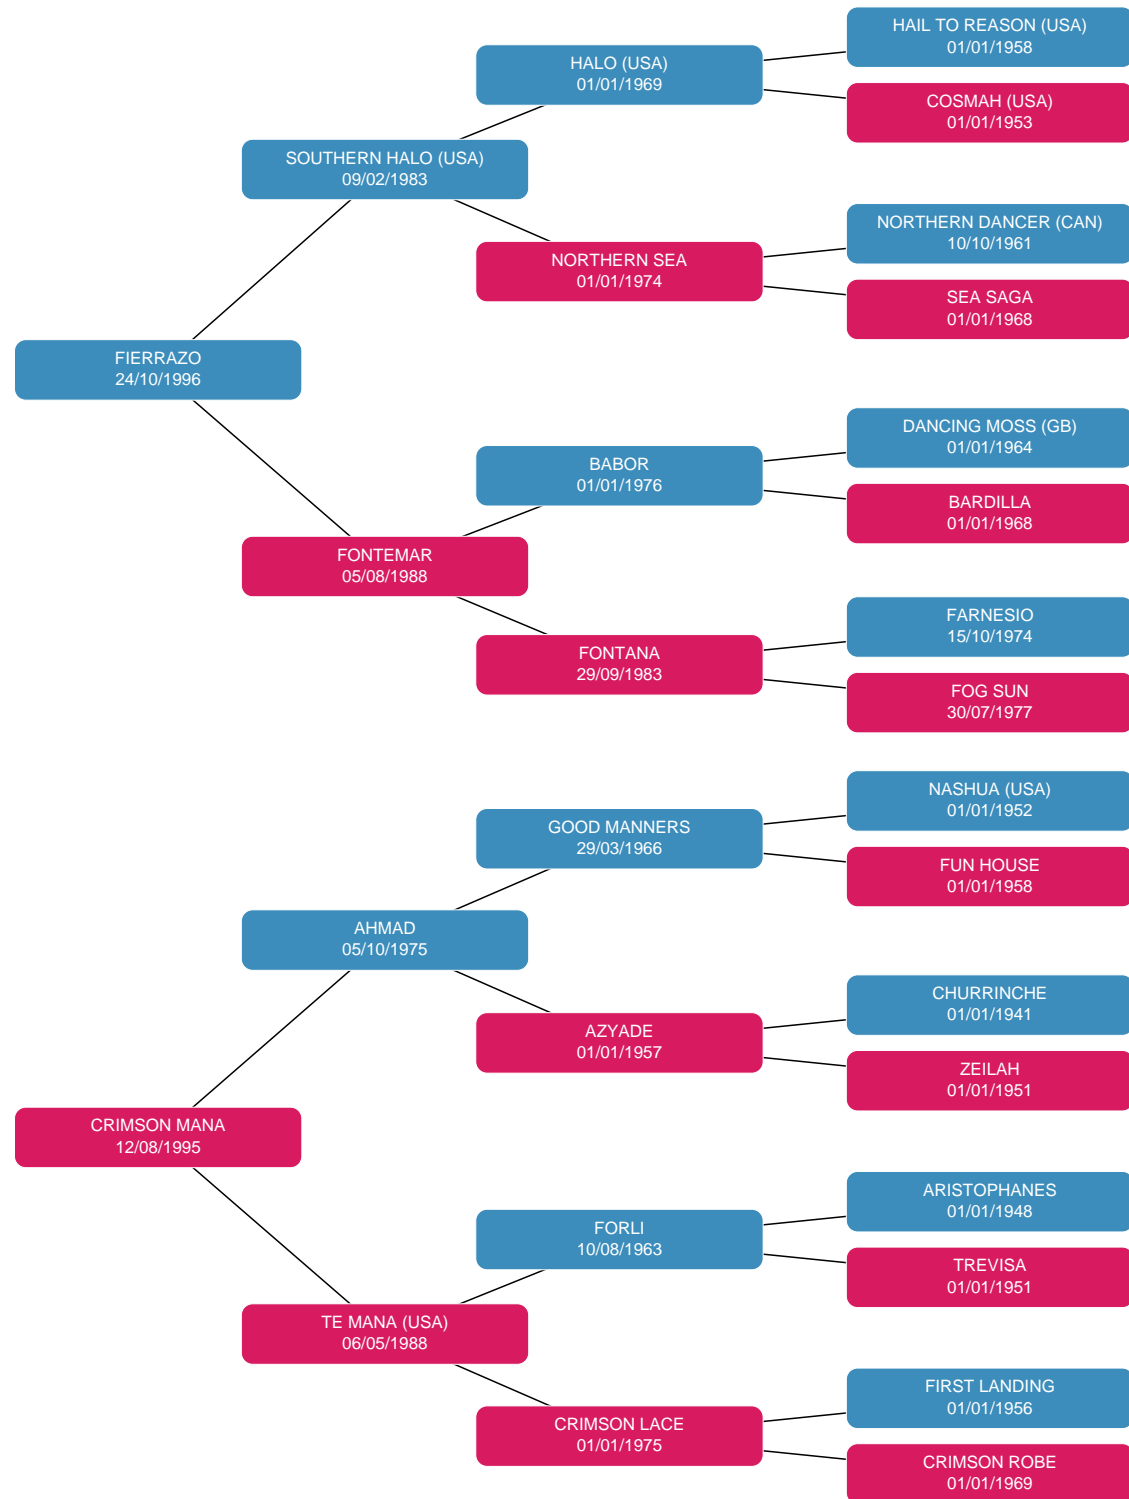 HAIL TO REASON (USA)
01/01/1958
HALO (USA)
01/01/1969
COSMAH (USA)
01/01/1953
SOUTHERN HALO (USA)
09/02/1983
NORTHERN DANCER (CAN)
10/10/1961
NORTHERN SEA
01/01/1974
SEA SAGA
01/01/1968
FIERRAZO
24/10/1996
DANCING MOSS (GB)
01/01/1964
BABOR
01/01/1976
BARDILLA
01/01/1968
FONTEMAR
05/08/1988
FARNESIO
15/10/1974
FONTANA
29/09/1983
FOG SUN
30/07/1977
NASHUA (USA)
01/01/1952
GOOD MANNERS
29/03/1966
FUN HOUSE
01/01/1958
AHMAD
05/10/1975
CHURRINCHE
01/01/1941
AZYADE
01/01/1957
ZEILAH
01/01/1951
CRIMSON MANA
12/08/1995
ARISTOPHANES
01/01/1948
FORLI
10/08/1963
TREVISA
01/01/1951
TE MANA (USA)
06/05/1988
FIRST LANDING
01/01/1956
CRIMSON LACE
01/01/1975
CRIMSON ROBE
01/01/1969